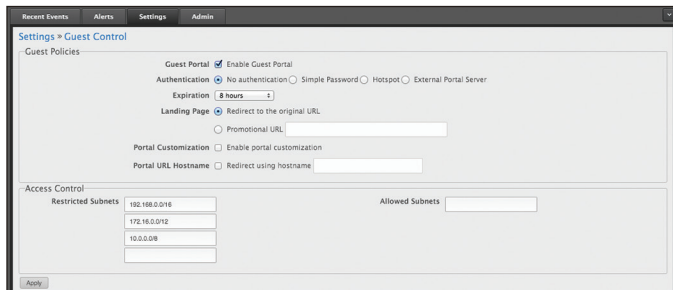 Recent Events Alerts Settings Admin
Settings » Guest Control
Guest Policies
Guest Portal Enable Guest Portal
Authentication No authentication Simple Password Hotspot External Portal Server
Expiration 8 hours
Landing Page Redirect to the original URL
Promotional URL
Portal Customization Enable portal customization
Portal URL Hostname Redirect using hostname
Access Control
Restricted Subnets 192.168.0.0/16 Allowed Subnets
172.16.0.0/12
10.0.0.0/8
Apply